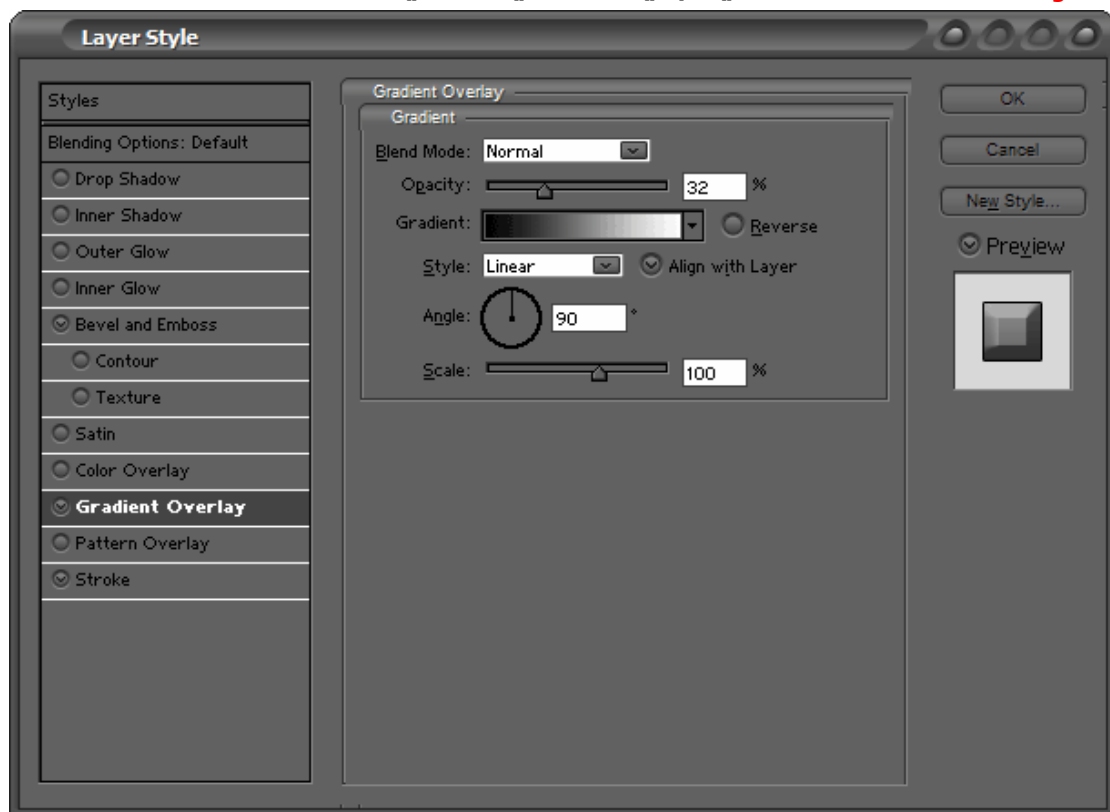 Layer Style
Styles
Blending Options: Default
Drop Shadow
Inner Shadow
Outer Glow
Inner Glow
Bevel and Emboss
Contour
Texture
Satin
Color Overlay
Gradient Overlay
Pattern Overlay
Stroke
Gradient Overlay
Gradient
Blend Mode: Normal
Opacity: 32 %
Gradient: Reverse
Style: Linear Align with Layer
Angle: 90 °
Scale: 100 %
OK
Cancel
New Style...
Preview